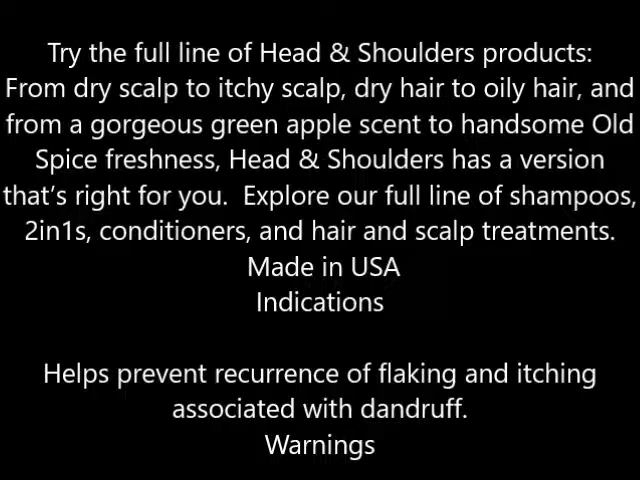 Try the full line of Head & Shoulders products:
From dry scalp to itchy scalp, dry hair to oily hair, and
from a gorgeous green apple scent to handsome Old
Spice freshness, Head & Shoulders has a version
that’s right for you.  Explore our full line of shampoos,
2in1s, conditioners, and hair and scalp treatments.
Made in USA
Indications
Helps prevent recurrence of flaking and itching
associated with dandruff.
Warnings